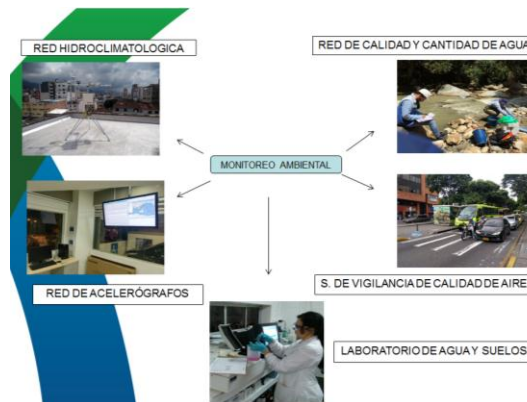 RED HIDROCLIMATOLOGICA
RED DE CALIDAD Y CANTIDAD DE AGUA
MONITOREO AMBIENTAL
RED DE ACELERÓGRAFOS
S. DE VIGILANCIA DE CALIDAD DE AIRE
LABORATORIO DE AGUA Y SUELOS